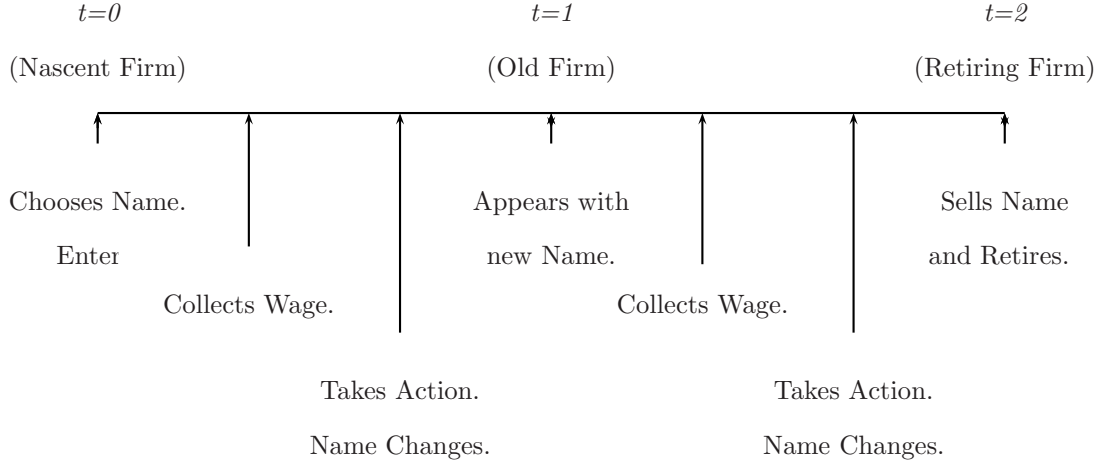 t=0
t=1
t=2
(Nascent Firm)
(Old Firm)
(Retiring Firm)
Chooses Name.
Enter
Appears with
new Name.
Sells Name
and Retires.
Collects Wage.
Collects Wage.
Takes Action.
Name Changes.
Takes Action.
Name Changes.